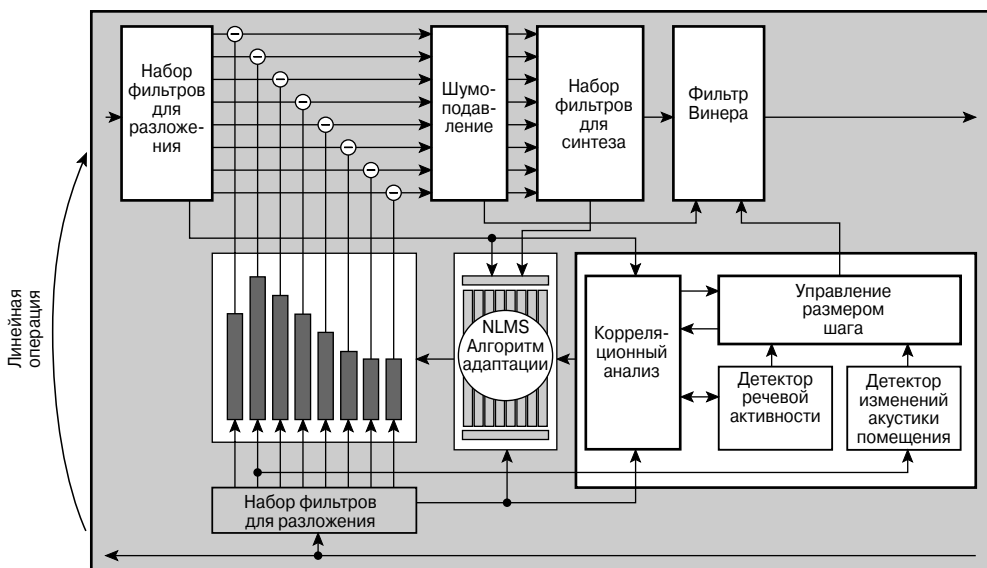 Набор
фильтров
для
разложе-
ния
Шумо-
подав-
ление
Набор
фильтров
для
синтеза
Фильтр
Винера
Линейная
операция
NLMS
Алгоритм
адаптации
Корреля-
ционный
анализ
Управление
размером
шага
Детектор
речевой
активности
Детектор
изменений
акустики
помещения
Набор фильтров
для разложения